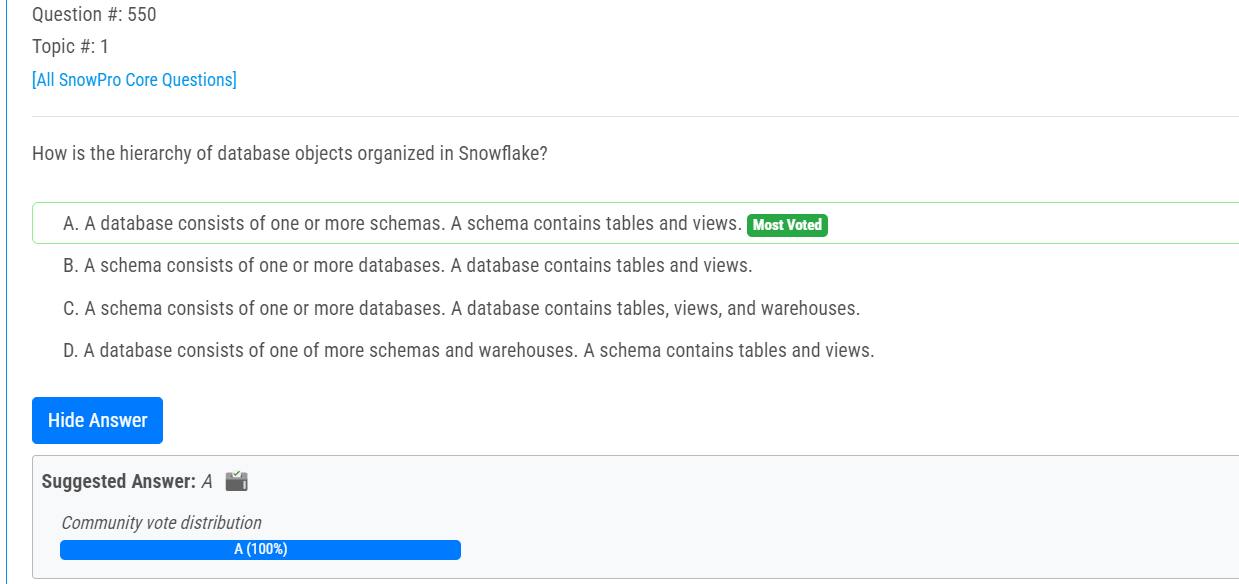 Question #: 550
Topic #: 1
[All SnowPro Core Questions]
How is the hierarchy of database objects organized in Snowflake?
A. A database consists of one or more schemas. A schema contains tables and views. Most Voted
B. A schema consists of one or more databases. A database contains tables and views.
C. A schema consists of one or more databases. A database contains tables, views, and warehouses.
D. A database consists of one of more schemas and warehouses. A schema contains tables and views.
Hide Answer
Suggested Answer: A
Community vote distribution
A (100%)